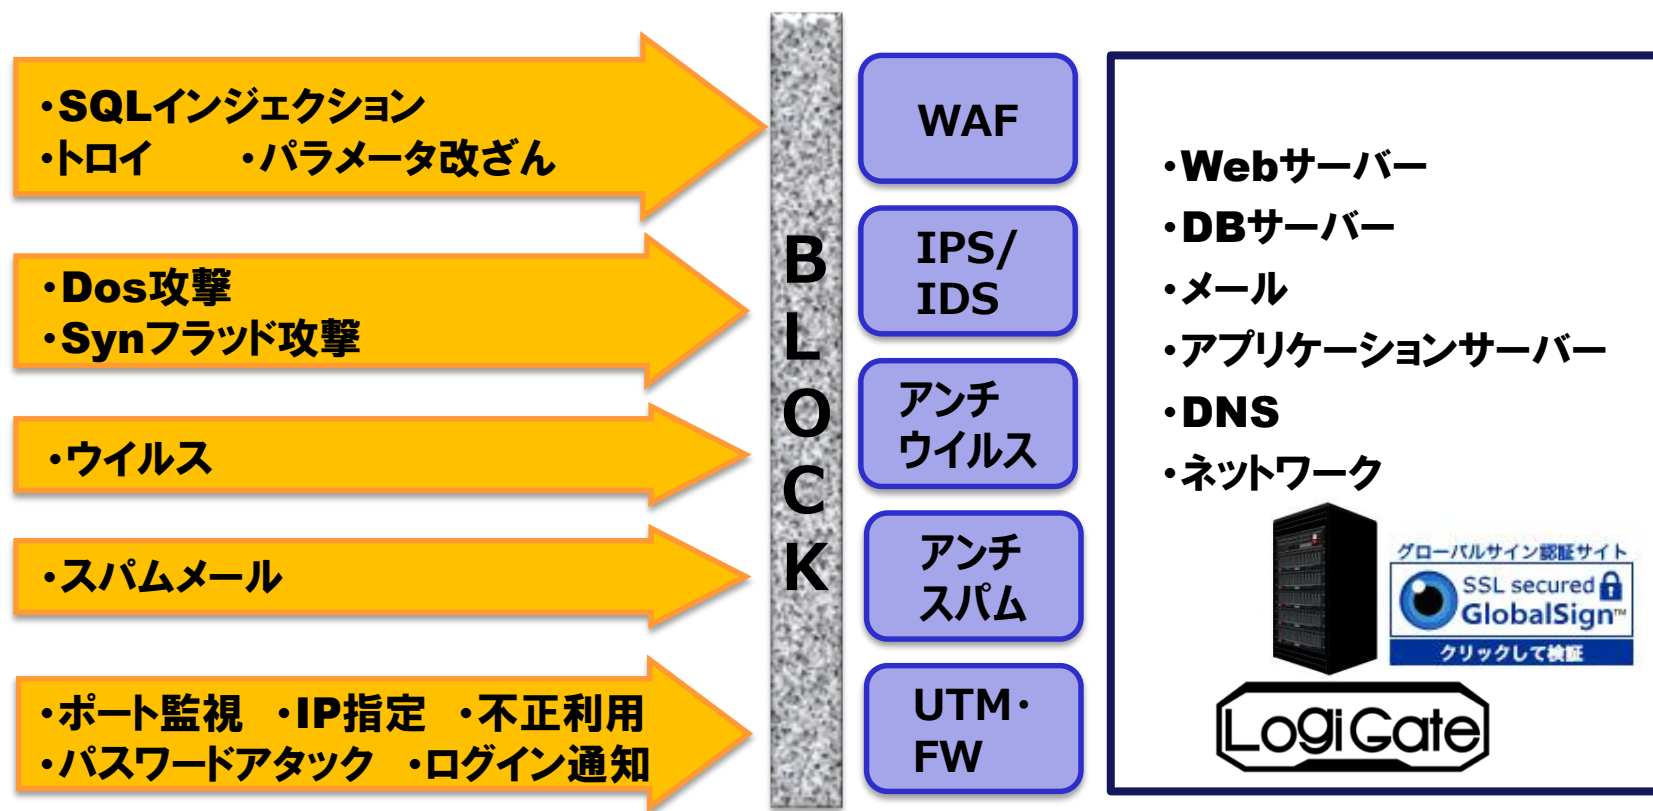 ・SQLインジェクション
・トロイ ・パラメータ改ざん
・Dos攻撃
・Synフラッド攻撃
・ウイルス
・スパムメール
・ポート監視 ・IP指定 ・不正利用
・パスワードアタック ・ログイン通知
BLOCK
WAF
IPS/
IDS
アンチ
ウイルス
アンチ
スパム
UTM・
FW
・Webサーバー
・DBサーバー
・メール
・アプリケーションサーバー
・DNS
・ネットワーク
グローバルサイン認証サイト
SSL secured
GlobalSign™
クリックして検証
LogiGate